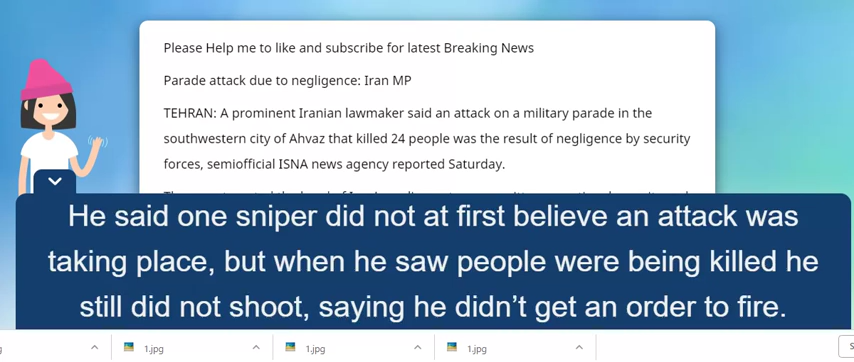 Please Help me to like and subscribe for latest Breaking News
Parade attack due to negligence: Iran MP
TEHRAN: A prominent Iranian lawmaker said an attack on a military parade in the
southwestern city of Ahvaz that killed 24 people was the result of negligence by security
forces, semiofficial ISNA news agency reported Saturday.
He said one sniper did not at first believe an attack was
taking place, but when he saw people were being killed he
still did not shoot, saying he didn’t get an order to fire.
1.jpg
1.jpg
1.jpg